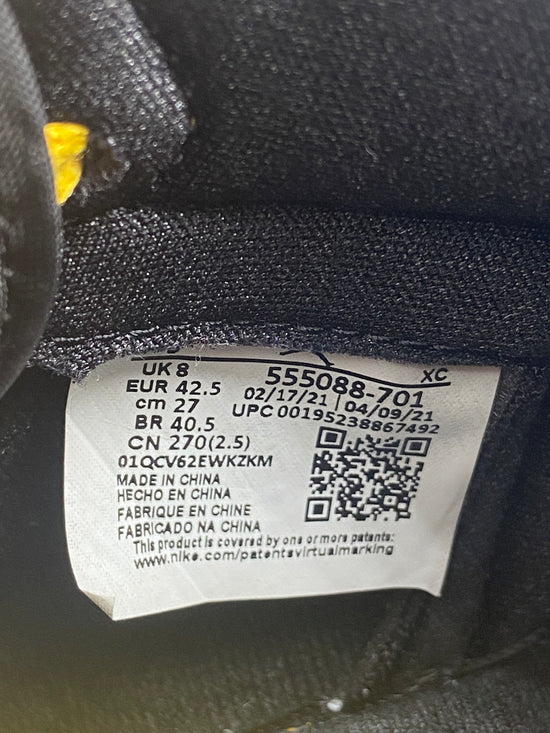 UK 8
EUR 42.5
cm 27
BR 40.5
CN 270(2.5)
01QCV62EWKZKM
MADE IN CHINA
HECHO EN CHINA
FABRIQUE EN CHINE
FABRICADO NA CHINA
XC
555088-701
02/17/21 | 04/09/21
UPC 00195238867492
This product is covered by one or more patents:
www.nike.com/patentsvirtualmarking